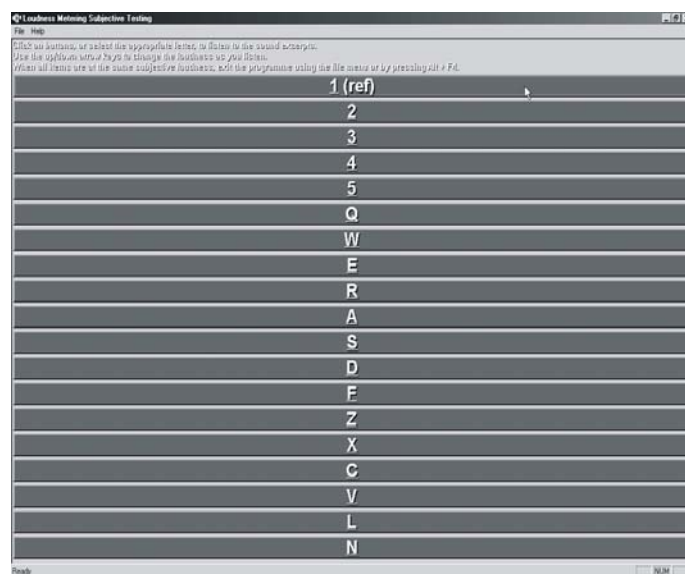 Loudness Metering Subjective Testing
File Help
Click on buttons, or select the appropriate letter, to listen to the sound excerpts.
Use the up/down arrow keys to change the loudness as you listen.
When all items are at the same subjective loudness, exit the programme using the file menu or by pressing Alt + F4.
1 (ref)
2
3
4
5
Q
W
E
R
A
S
D
F
Z
X
C
V
L
N
Ready NUM